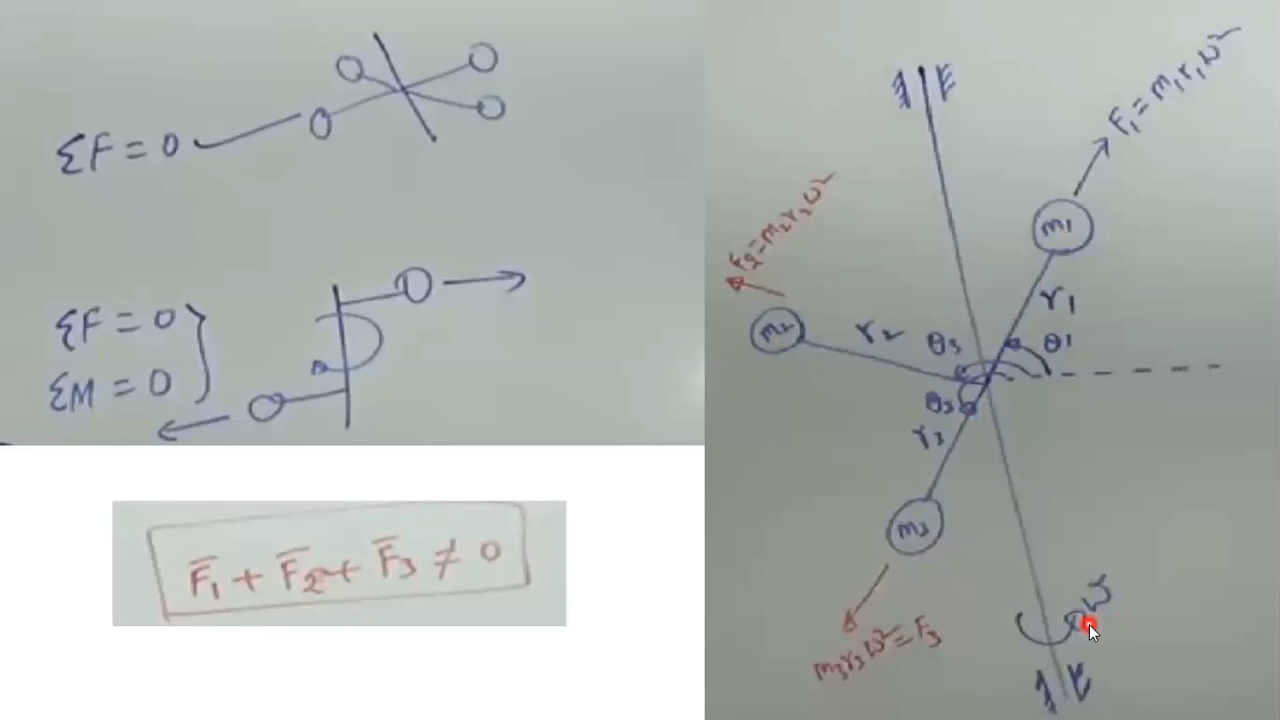 ΣF = 0
ΣF = 0
ΣM = 0
F̅₁ + F̅₂ + F̅₃ ≠ 0
F₁ = m₁r₁ω²
m1
r₁
θ1
F₂ = m₂r₂ω²
m2
r₂
θ3
θ3
r₃
m3
m₃r₃ω² = F₃
ω